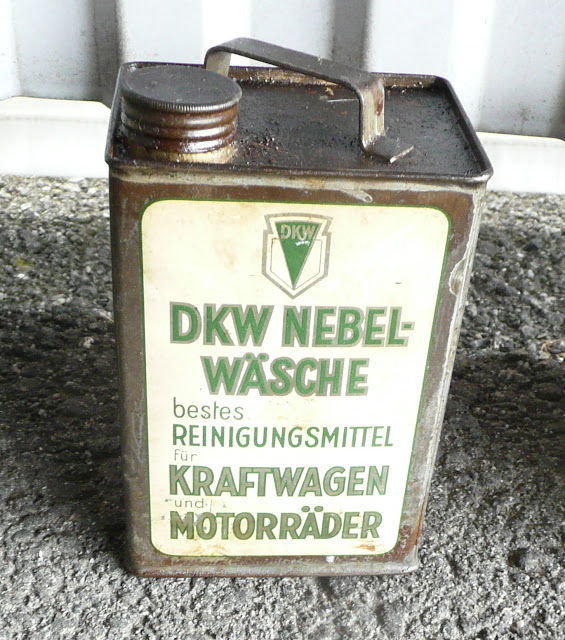 DKW
DKW NEBEL-
WÄSCHE
bestes
REINIGUNGSMITTEL
für
KRAFTWAGEN
und
MOTORRÄDER